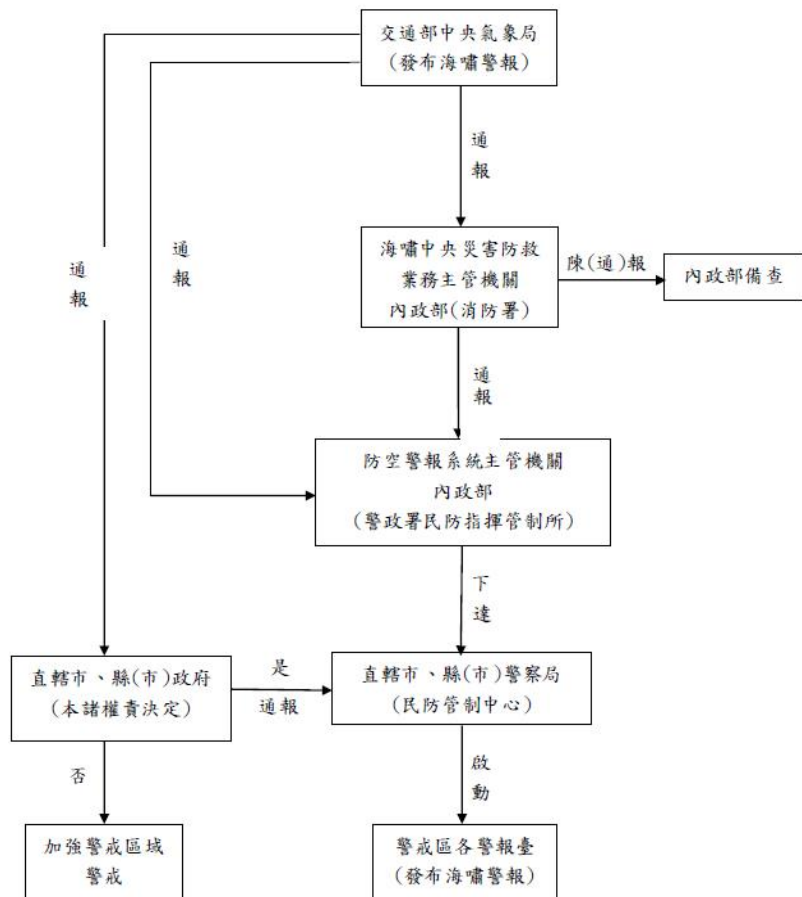 交通部中央氣象局
(發布海嘯警報)
通
報
通
報
通
報
海嘯中央災害防救
業務主管機關
內政部(消防署)
陳(通)報
內政部備查
通
報
防空警報系統主管機關
內政部
(警政署民防指揮管制所)
下
達
直轄市、縣(市)政府
(本諸權責決定)
是
通報
直轄市、縣(市)警察局
(民防管制中心)
否
啟
動
加強警戒區域
警戒
警戒區各警報臺
(發布海嘯警報)